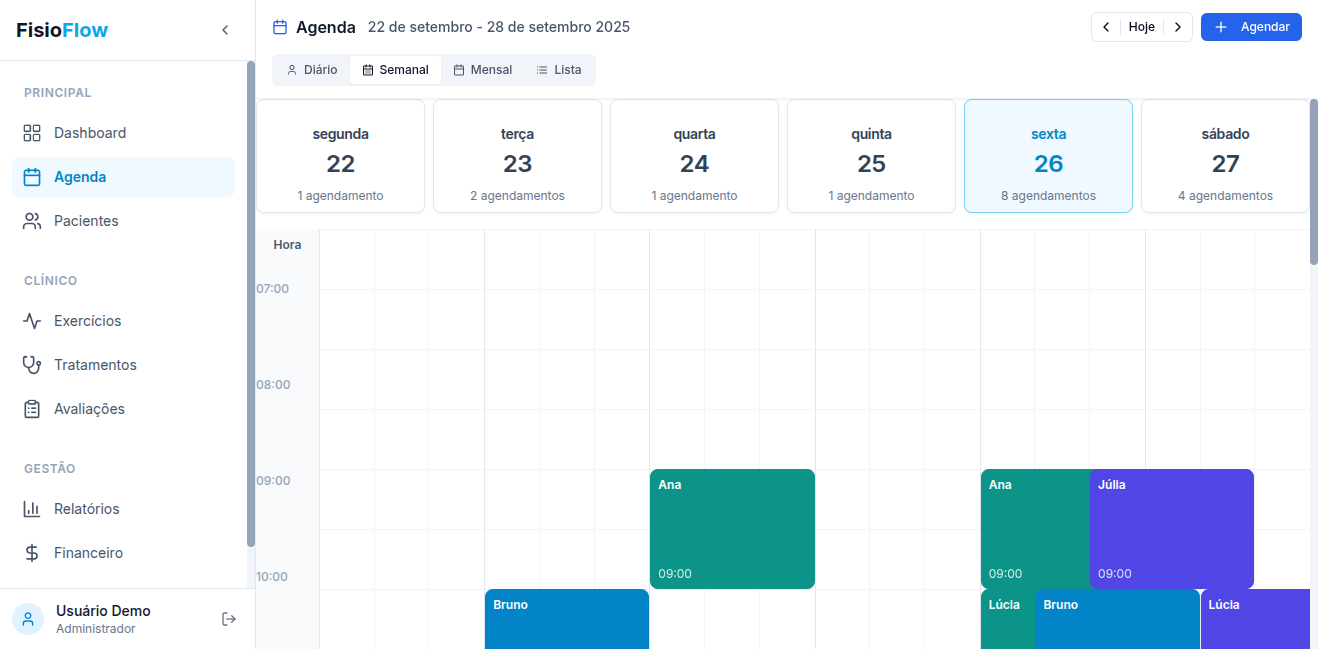 FisioFlow
PRINCIPAL
Dashboard
Agenda
Pacientes
CLÍNICO
Exercícios
Tratamentos
Avaliações
GESTÃO
Relatórios
Financeiro
Usuário Demo
Administrador
Agenda 22 de setembro - 28 de setembro 2025
Hoje
Agendar
Diário Semanal Mensal Lista
segunda terça quarta quinta sexta sábado
22 23 24 25 26 27
1 agendamento 2 agendamentos 1 agendamento 1 agendamento 8 agendamentos 4 agendamentos
Hora
07:00
08:00
09:00
Ana Ana Júlia
09:00 09:00 09:00
10:00
Bruno Lúcia Bruno Lúcia